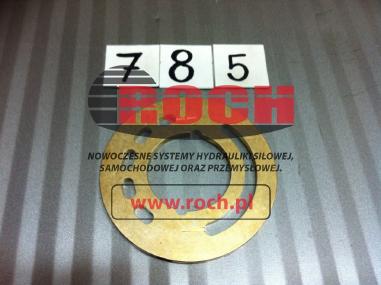 785
ROCH
NOWOCZESNE SYSTEMY HYDRAULIKI SIŁOWEJ,
SAMOCHODOWEJ ORAZ PRZEMYSŁOWEJ.
www.roch.pl